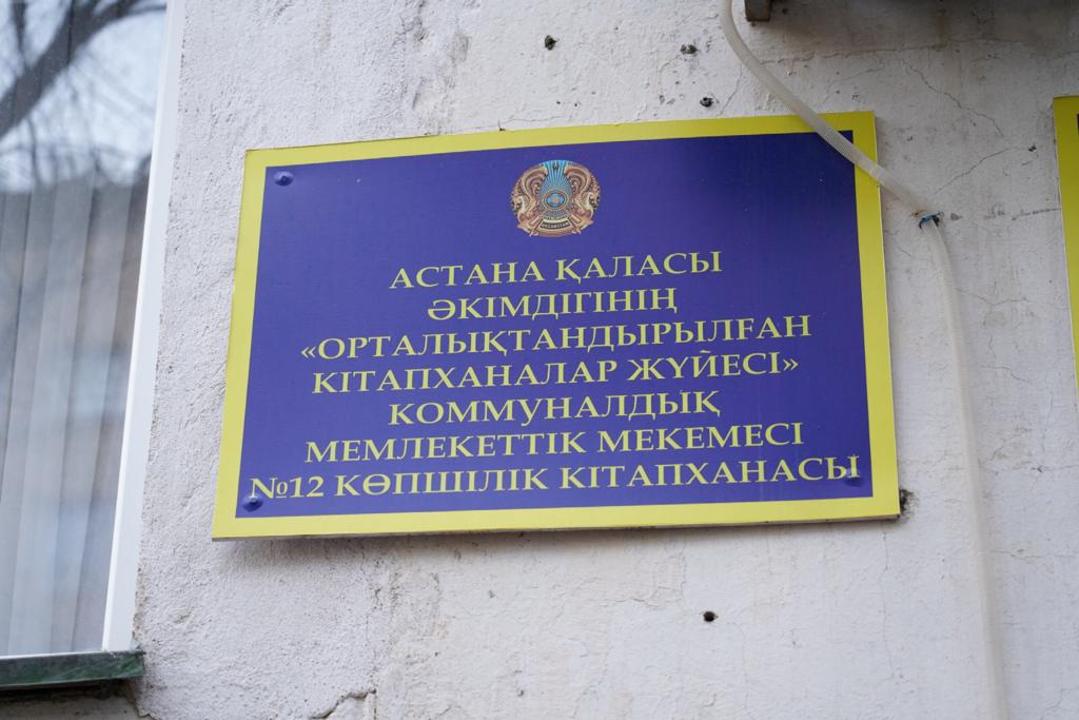 АСТАНА ҚАЛАСЫ
ӘКІМДІГІНІҢ
«ОРТАЛЫҚТАНДЫРЫЛҒАН
КІТАПХАНАЛАР ЖҮЙЕСІ»
КОММУНАЛДЫҚ
МЕМЛЕКЕТТІК МЕКЕМЕСІ
№12 КӨПШІЛІК КІТАПХАНАСЫ